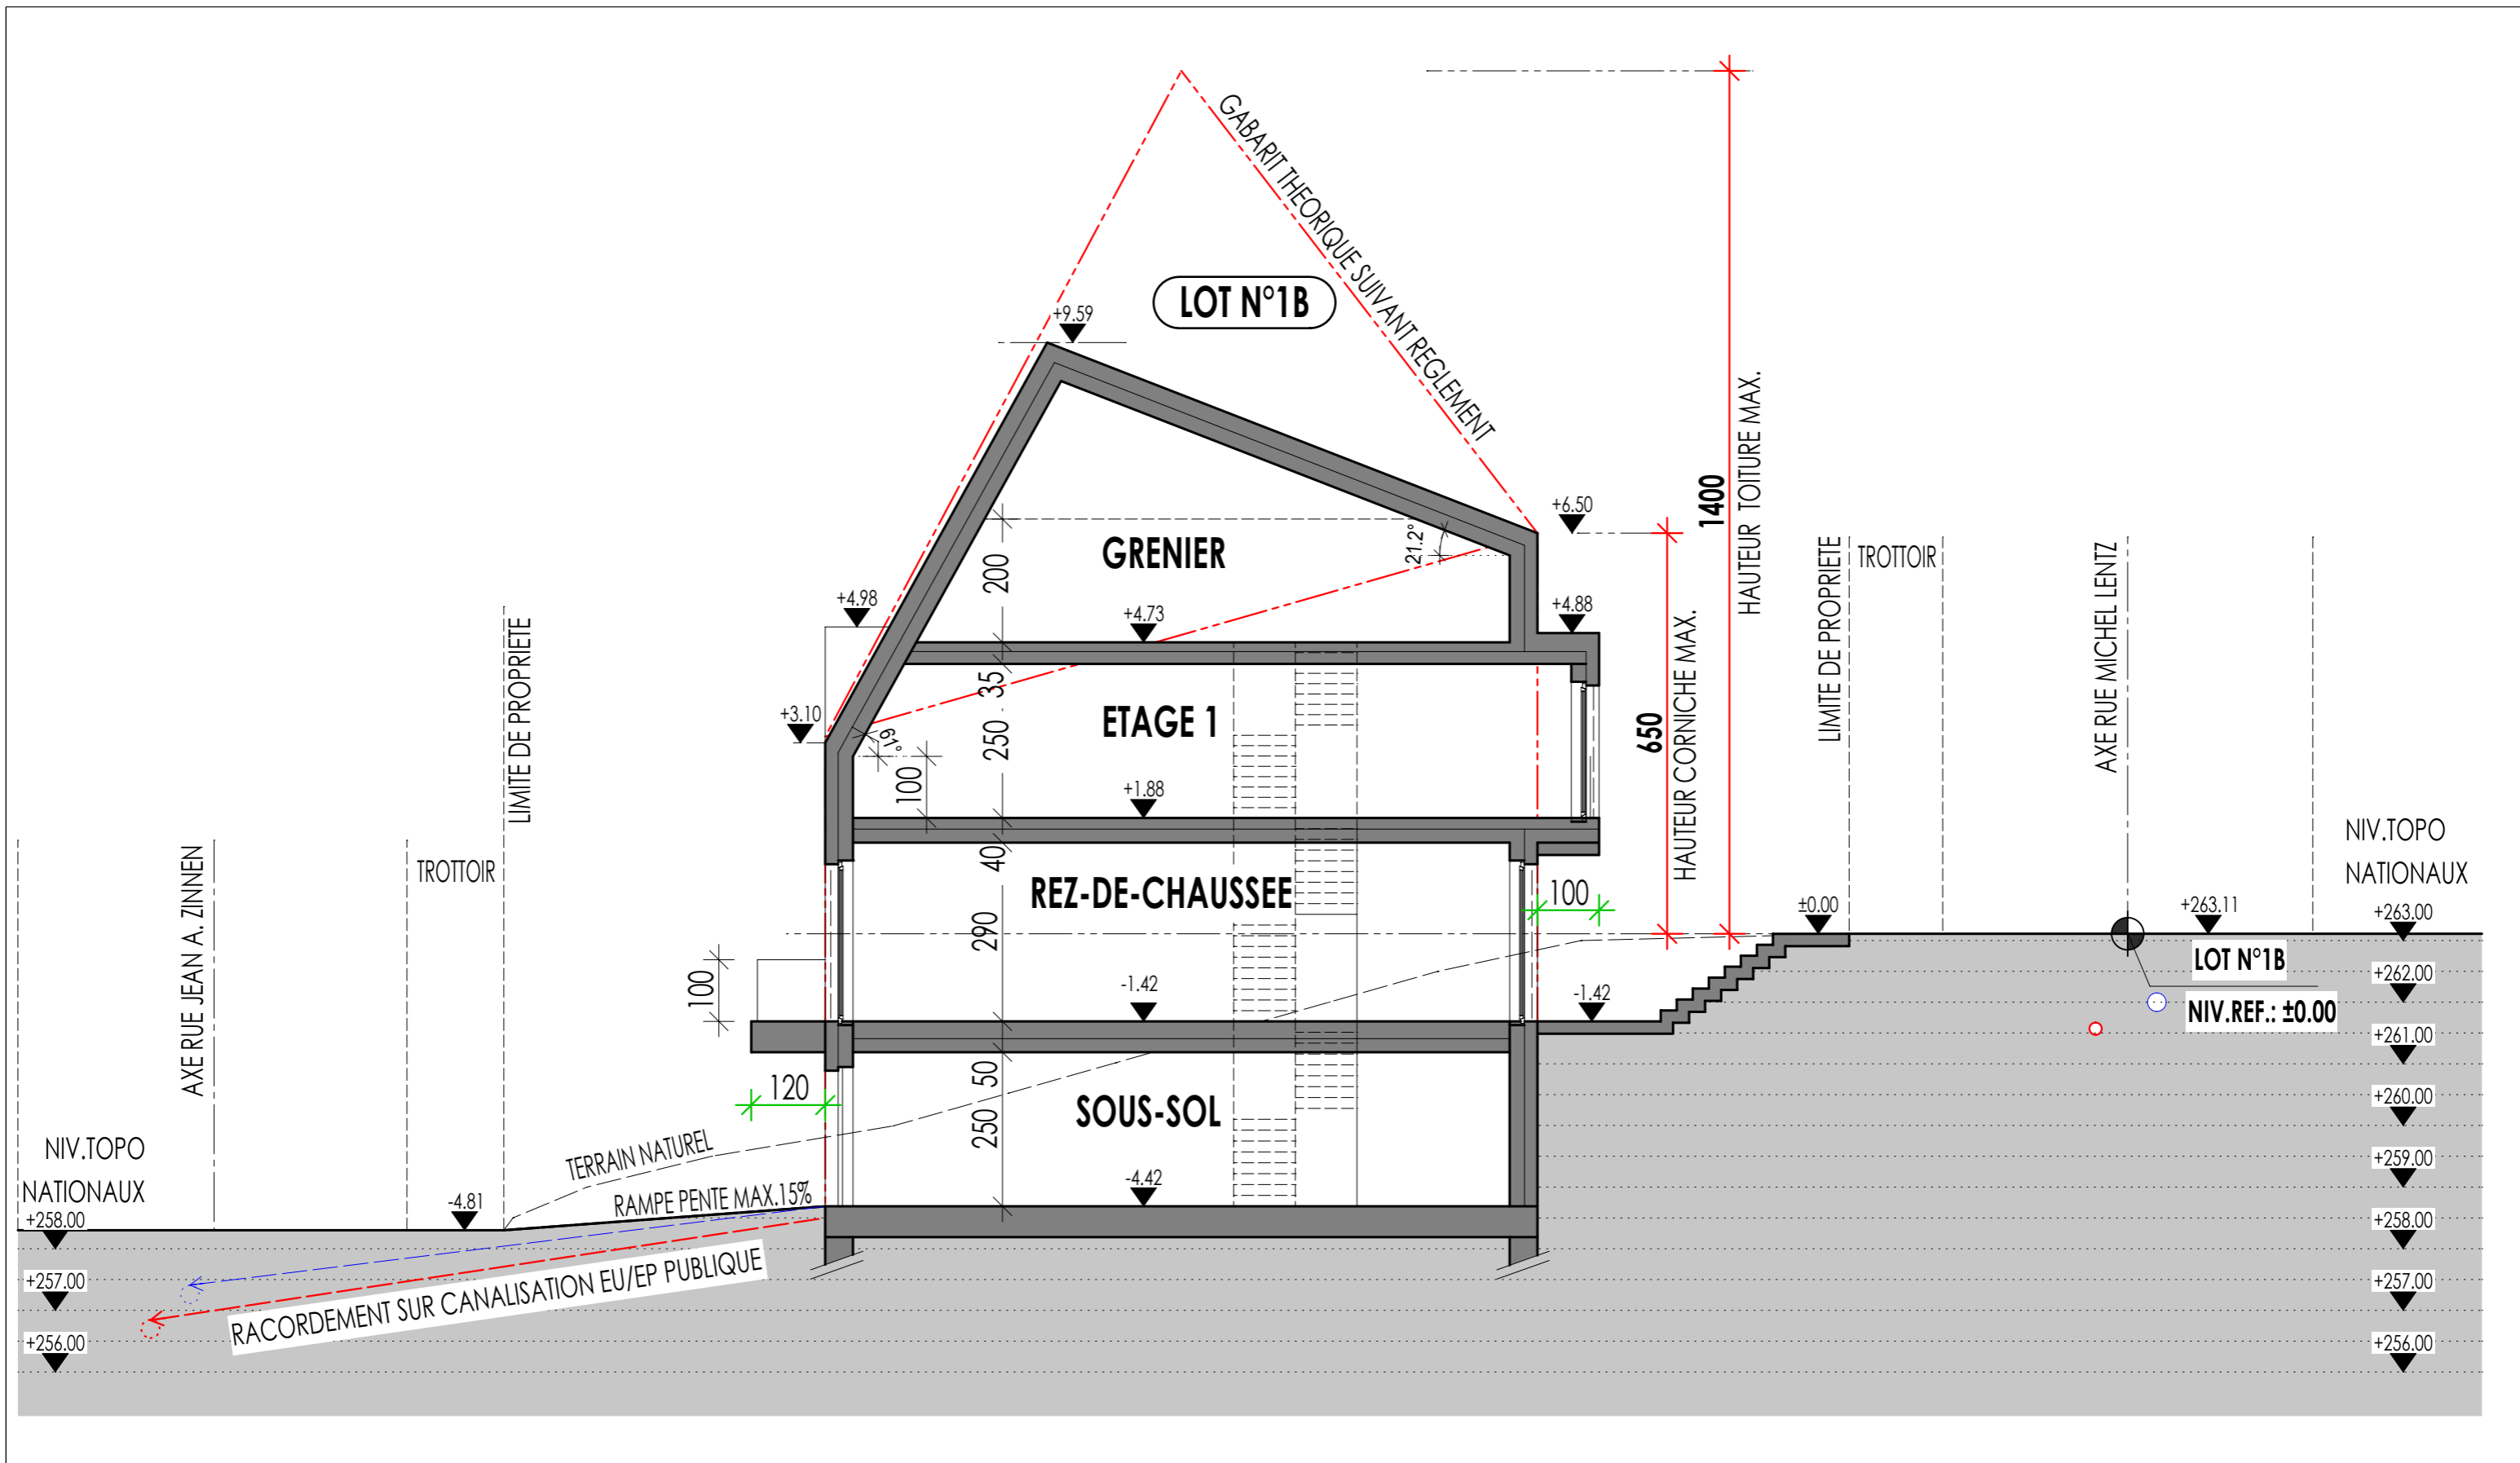 GABARIT THEORIQUE SUIVANT REGLEMENT
LOT N°1B
+9.59
1400
HAUTEUR TOITURE MAX.
+6.50
21.2°
GRENIER
200
+4.98
+4.73
+4.88
650
HAUTEUR CORNICHE MAX.
LIMITE DE PROPRIETE
TROTTOIR
AXE RUE MICHEL LENTZ
LIMITE DE PROPRIETE
35
ETAGE 1
250
+3.10
61°
100
+1.88
NIV.TOPO
NATIONAUX
AXE RUE JEAN A. ZINNEN
TROTTOIR
40
REZ-DE-CHAUSSEE
290
100
±0.00
+263.11
+263.00
LOT N°1B
NIV.REF.: ±0.00
100
-1.42
-1.42
+262.00
+261.00
50
120
SOUS-SOL
250
+260.00
NIV.TOPO
NATIONAUX
TERRAIN NATUREL
RAMPE PENTE MAX.15%
-4.81
-4.42
+259.00
+258.00
+258.00
RACORDEMENT SUR CANALISATION EU/EP PUBLIQUE
+257.00
+257.00
+256.00
+256.00